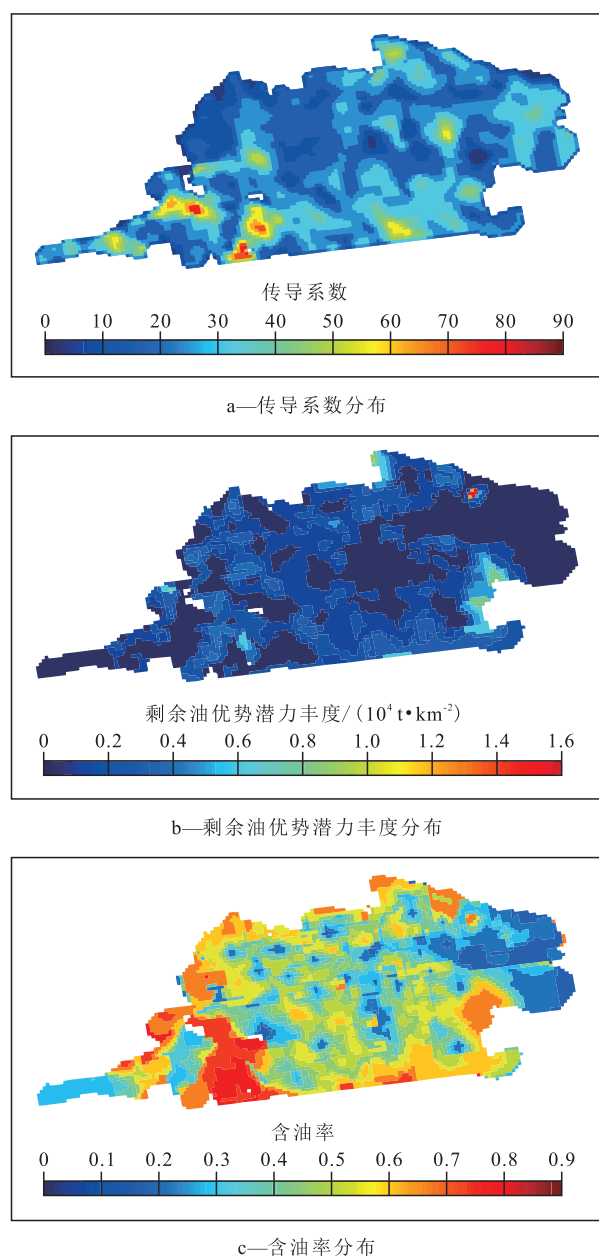 传导系数
0 10 20 30 40 50 60 70 80 90
a—传导系数分布
剩余油优势潜力丰度/(10⁴ t•km⁻²)
0 0.2 0.4 0.6 0.8 1.0 1.2 1.4 1.6
b—剩余油优势潜力丰度分布
含油率
0 0.1 0.2 0.3 0.4 0.5 0.6 0.7 0.8 0.9
c—含油率分布